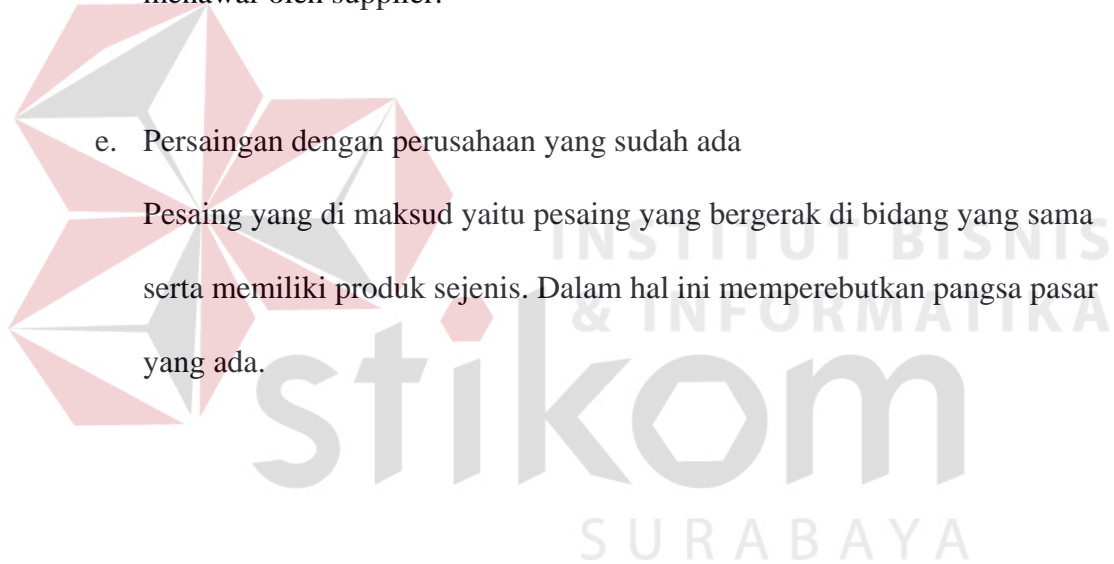 menawar oleh supplier.
e. Persaingan dengan perusahaan yang sudah ada
Pesaing yang di maksud yaitu pesaing yang bergerak di bidang yang sama
serta memiliki produk sejenis. Dalam hal ini memperebutkan pangsa pasar
yang ada.
INSTITUT BISNIS
& INFORMATIKA
stikom
SURABAYA